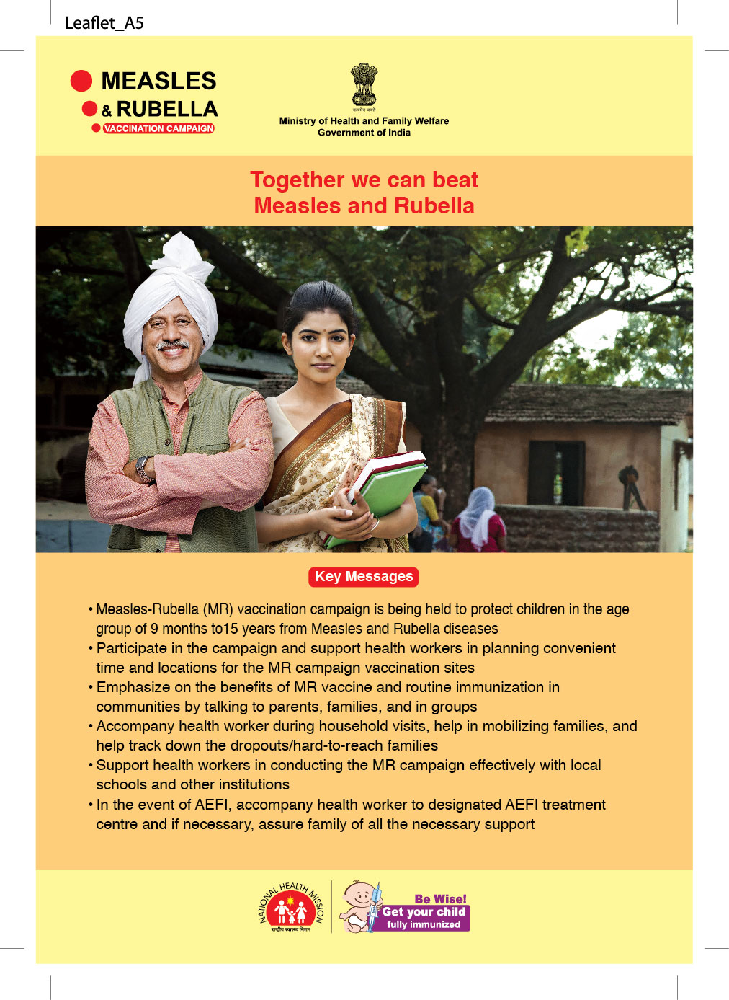 Leaflet_A5
MEASLES
& RUBELLA
VACCINATION CAMPAIGN
सत्यमेव जयते
Ministry of Health and Family Welfare
Government of India
Together we can beat
Measles and Rubella
Key Messages
• Measles-Rubella (MR) vaccination campaign is being held to protect children in the age
group of 9 months to15 years from Measles and Rubella diseases
• Participate in the campaign and support health workers in planning convenient
time and locations for the MR campaign vaccination sites
• Emphasize on the benefits of MR vaccine and routine immunization in
communities by talking to parents, families, and in groups
• Accompany health worker during household visits, help in mobilizing families, and
help track down the dropouts/hard-to-reach families
• Support health workers in conducting the MR campaign effectively with local
schools and other institutions
• In the event of AEFI, accompany health worker to designated AEFI treatment
centre and if necessary, assure family of all the necessary support
NATIONAL HEALTH MISSION
राष्ट्रीय स्वास्थ्य मिशन
Be Wise!
Get your child
fully immunized